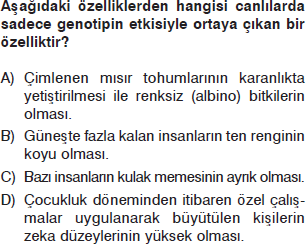 Aşağıdaki özelliklerden hangisi canlılarda
sadece genotipin etkisiyle ortaya çıkan bir
özelliktir?
A) Çimlenen mısır tohumlarının karanlıkta
yetiştirilmesi ile renksiz (albino) bitkilerin
olması.
B) Güneşte fazla kalan insanların ten renginin
koyu olması.
C) Bazı insanların kulak memesinin ayrık olması.
D) Çocukluk döneminden itibaren özel çalış-
malar uygulanarak büyütülen kişilerin
zeka düzeylerinin yüksek olması.